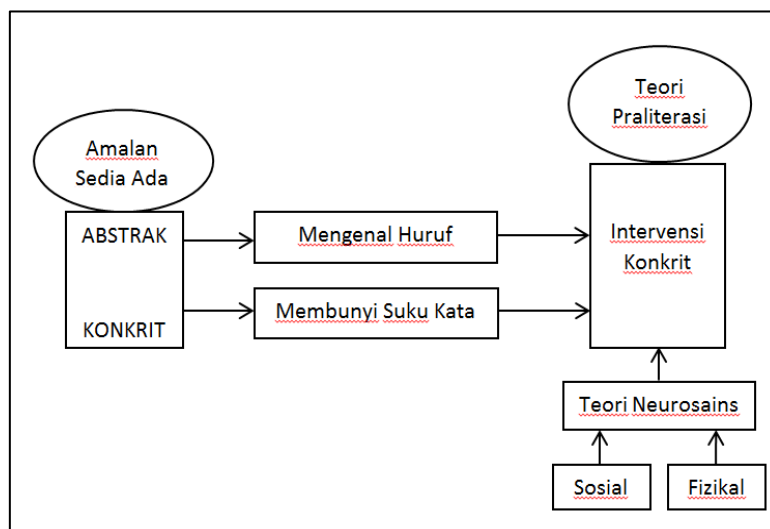 Teori
Praliterasi
Amalan
Sedia Ada
ABSTRAK
KONKRIT
Mengenal Huruf
Membunyi Suku Kata
Intervensi
Konkrit
Teori Neurosains
Sosial
Fizikal